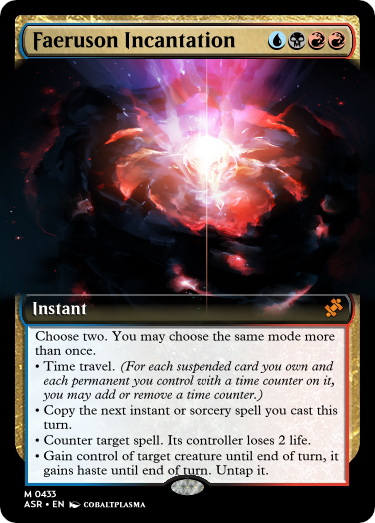 Faeruson Incantation
Instant
Choose two. You may choose the same mode more
than once.
• Time travel. (For each suspended card you own and
each permanent you control with a time counter on it,
you may add or remove a time counter.)
• Copy the next instant or sorcery spell you cast this
turn.
• Counter target spell. Its controller loses 2 life.
• Gain control of target creature until end of turn, it
gains haste until end of turn. Untap it.
M 0433
ASR • EN COBALTPLASMA